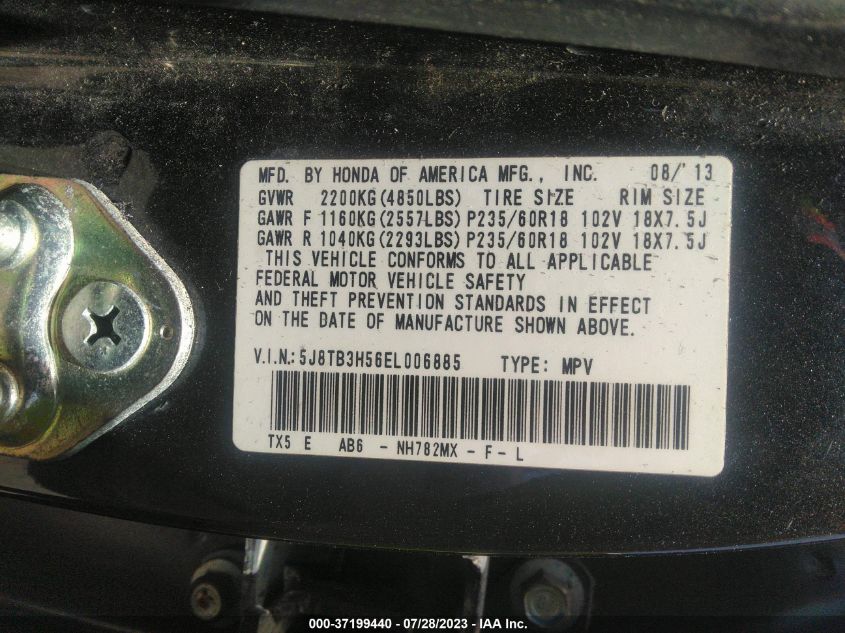 MFD. BY HONDA OF AMERICA MFG., INC. 08/'13
GVWR 2200KG(4850LBS) TIRE SIZE RIM SIZE
GAWR F 1160KG(2557LBS) P235/60R18 102V 18X7.5J
GAWR R 1040KG(2293LBS) P235/60R18 102V 18X7.5J
THIS VEHICLE CONFORMS TO ALL APPLICABLE
FEDERAL MOTOR VEHICLE SAFETY
AND THEFT PREVENTION STANDARDS IN EFFECT
ON THE DATE OF MANUFACTURE SHOWN ABOVE.
V.I.N.: 5J8TB3H56EL006885 TYPE: MPV
TX5 E AB6 - NH782MX - F - L
000-37199440 - 07/28/2023 - IAA Inc.